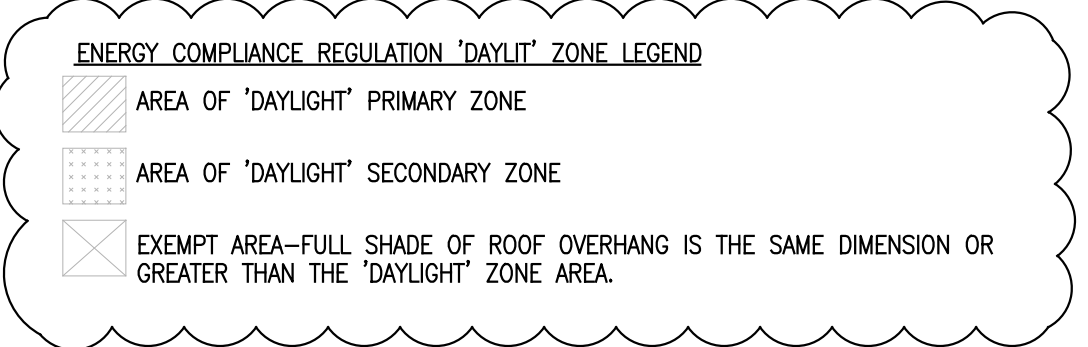 ENERGY COMPLIANCE REGULATION 'DAYLIT' ZONE LEGEND
AREA OF 'DAYLIGHT' PRIMARY ZONE
AREA OF 'DAYLIGHT' SECONDARY ZONE
EXEMPT AREA-FULL SHADE OF ROOF OVERHANG IS THE SAME DIMENSION OR
GREATER THAN THE 'DAYLIGHT' ZONE AREA.